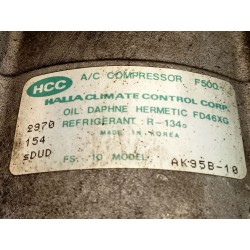 HCC
A/C COMPRESSOR F500-
HALLA CLIMATE CONTROL CORP.
OIL: DAPHNE HERMETIC FD46XG
REFRIGERANT : R-134a
MADE IN KOREA
2970
154
sDUD
FS: 10 MODEL: AK95B-10